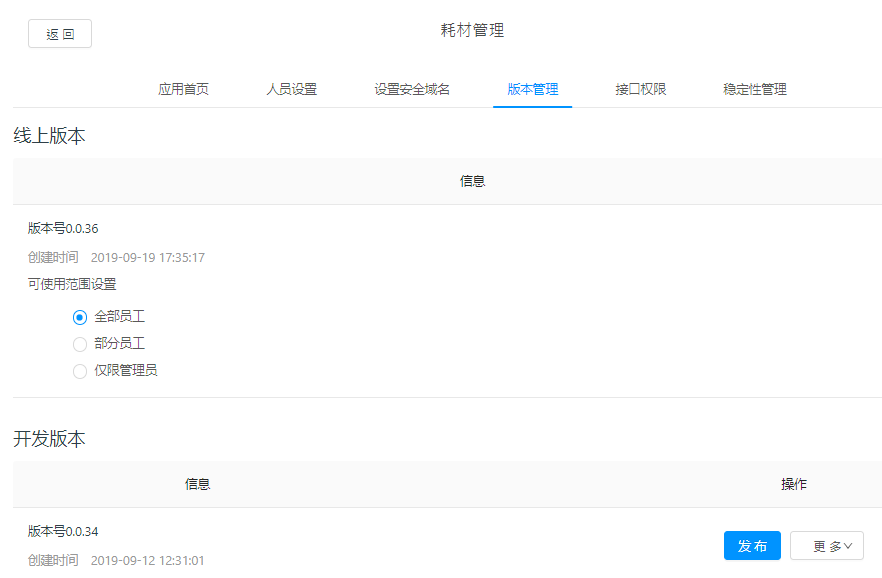 返 回
耗材管理
应用首页 人员设置 设置安全域名 版本管理 接口权限 稳定性管理
线上版本
信息
版本号0.0.36
创建时间 2019-09-19 17:35:17
可使用范围设置
全部员工
部分员工
仅限管理员
开发版本
信息 操作
版本号0.0.34
发 布 更 多
创建时间 2019-09-12 12:31:01